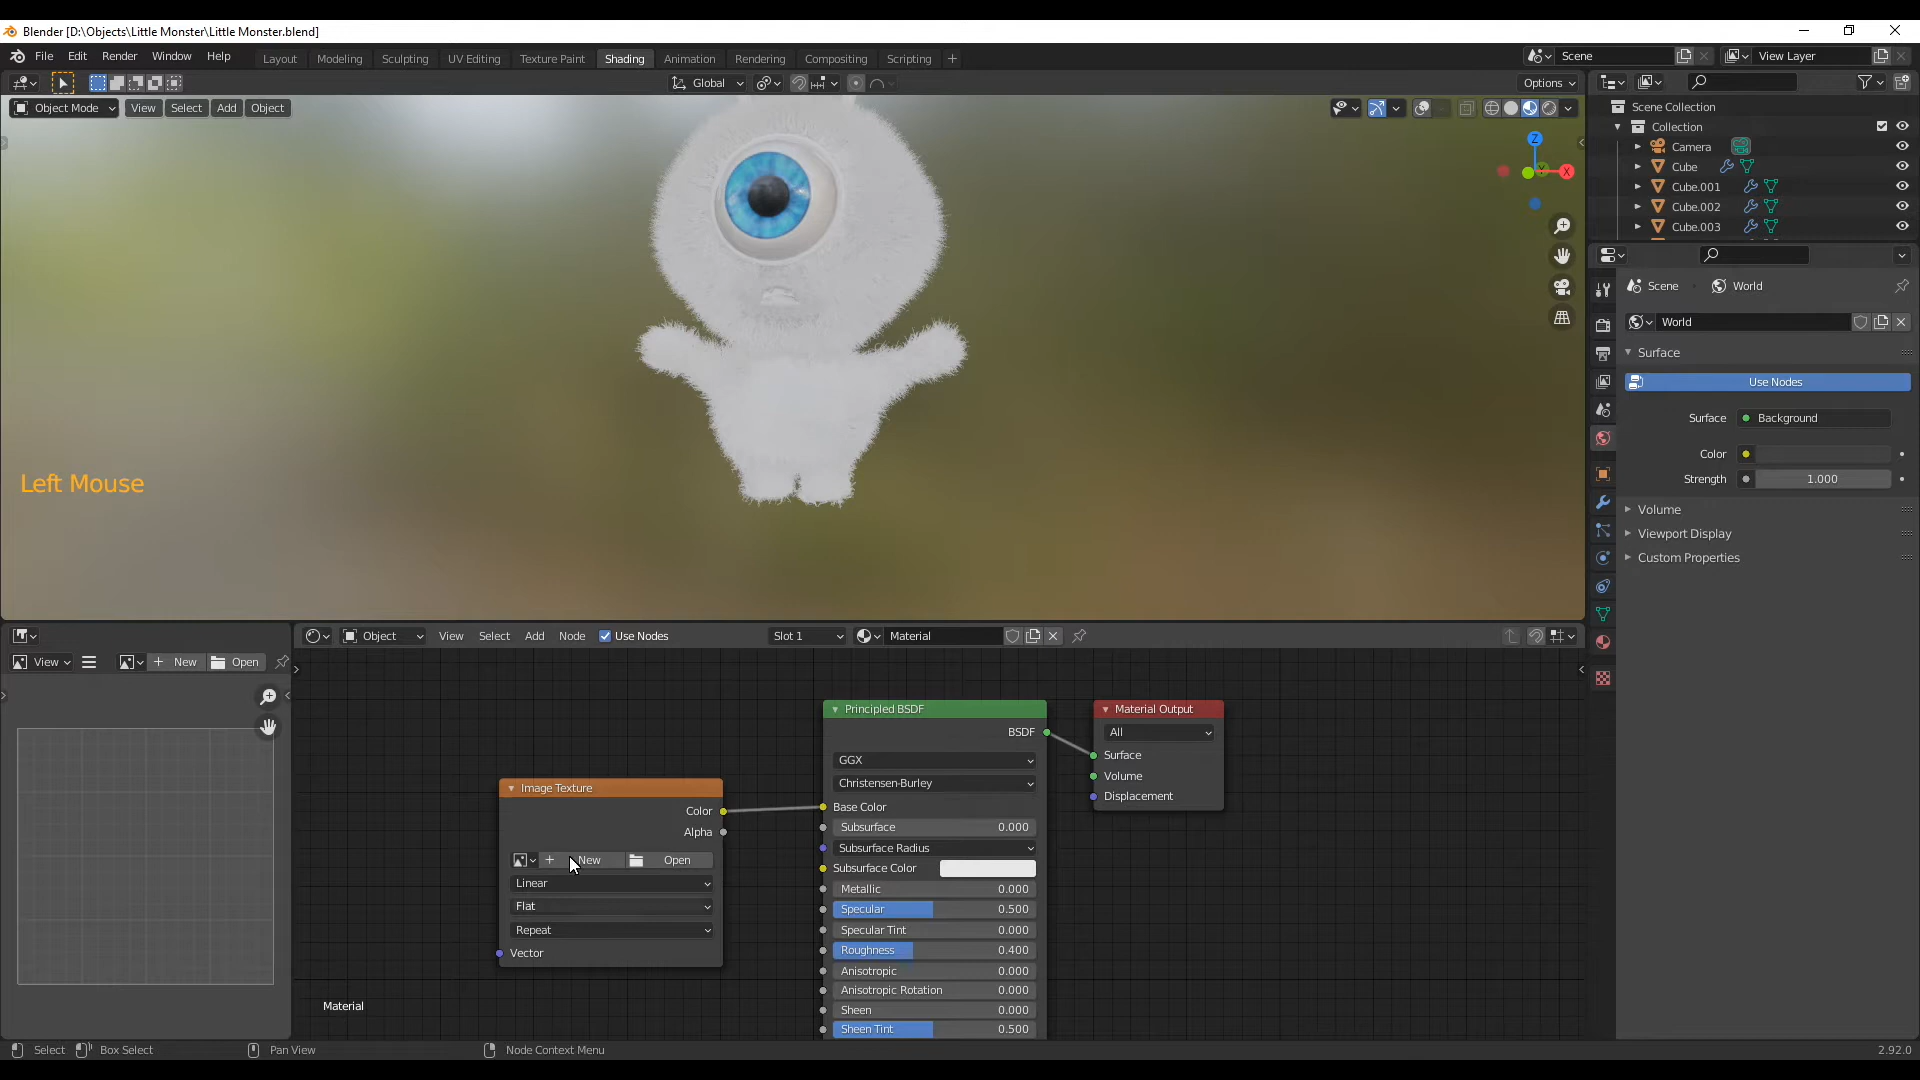 Blender [D:\Objects\Little Monster\Little Monster.blend]
File Edit Render Window Help
Layout Modeling Sculpting UV Editing Texture Paint Shading Animation Rendering Compositing Scripting +
Scene
View Layer
Global
Options
Object Mode View Select Add Object
Z
X
Left Mouse
Scene Collection
Collection
Camera
Cube
Cube.001
Cube.002
Cube.003
Scene World
World
Surface
Use Nodes
Surface Background
Color
Strength 1.000
Volume
Viewport Display
Custom Properties
View New Open
Object View Select Add Node Use Nodes Slot 1 Material
Image Texture
Color
Alpha
New Open
Linear
Flat
Repeat
Vector
Principled BSDF
BSDF
GGX
Christensen-Burley
Base Color
Subsurface 0.000
Subsurface Radius
Subsurface Color
Metallic 0.000
Specular 0.500
Specular Tint 0.000
Roughness 0.400
Anisotropic 0.000
Anisotropic Rotation 0.000
Sheen 0.000
Sheen Tint 0.500
Material Output
All
Surface
Volume
Displacement
Material
Select Box Select Pan View Node Context Menu 2.92.0